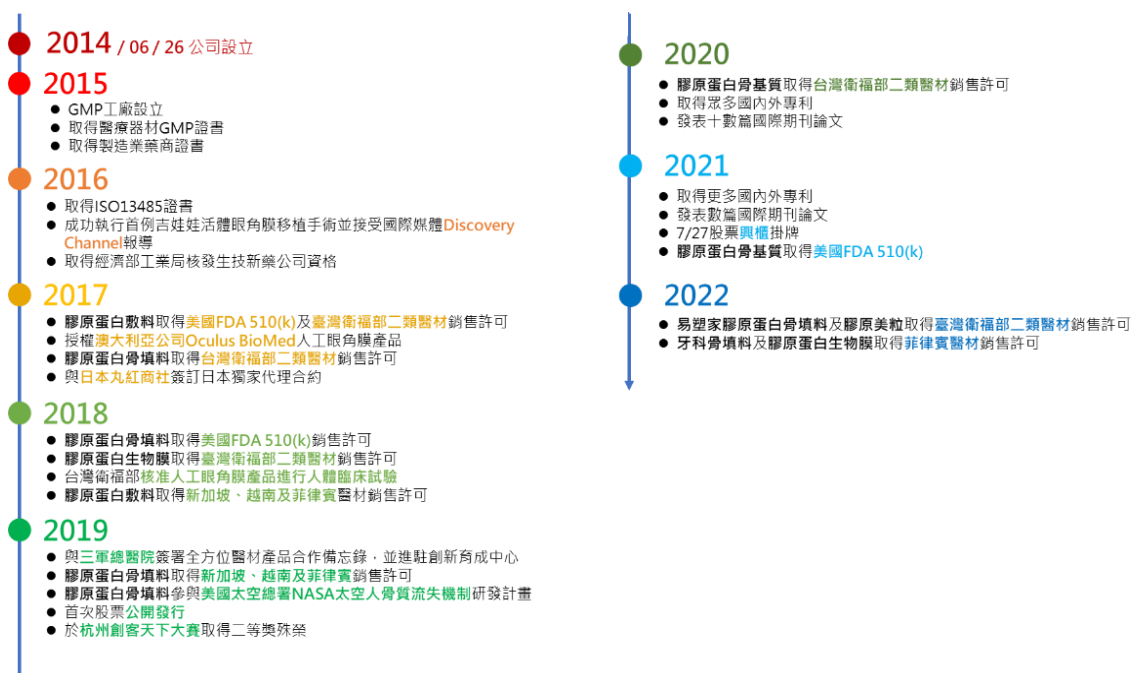 2014 / 06 / 26 公司設立
2015
● GMP工廠設立
● 取得醫療器材GMP證書
● 取得製造業藥商證書
2016
● 取得ISO13485證書
● 成功執行首例吉娃娃活體眼角膜移植手術並接受國際媒體Discovery
Channel報導
● 取得經濟部工業局核發生技新藥公司資格
2017
● 膠原蛋白敷料取得美國FDA 510(k)及臺灣衛福部二類醫材銷售許可
● 授權澳大利亞公司Oculus BioMed人工眼角膜產品
● 膠原蛋白骨填料取得台灣衛福部二類醫材銷售許可
● 與日本丸紅商社簽訂日本獨家代理合約
2018
● 膠原蛋白骨填料取得美國FDA 510(k)銷售許可
● 膠原蛋白生物膜取得臺灣衛福部二類醫材銷售許可
● 台灣衛福部核准人工眼角膜產品進行人體臨床試驗
● 膠原蛋白敷料取得新加坡、越南及菲律賓醫材銷售許可
2019
● 與三軍總醫院簽署全方位醫材產品合作備忘錄，並進駐創新育成中心
● 膠原蛋白骨填料取得新加坡、越南及菲律賓銷售許可
● 膠原蛋白骨填料參與美國太空總署NASA太空人骨質流失機制研發計畫
● 首次股票公開發行
● 於杭州創客天下大賽取得二等獎殊榮
2020
● 膠原蛋白骨基質取得台灣衛福部二類醫材銷售許可
● 取得眾多國內外專利
● 發表十數篇國際期刊論文
2021
● 取得更多國內外專利
● 發表數篇國際期刊論文
● 7/27股票興櫃掛牌
● 膠原蛋白骨基質取得美國FDA 510(k)
2022
● 易塑家膠原蛋白骨填料及膠原美粒取得臺灣衛福部二類醫材銷售許可
● 牙科骨填料及膠原蛋白生物膜取得菲律賓醫材銷售許可